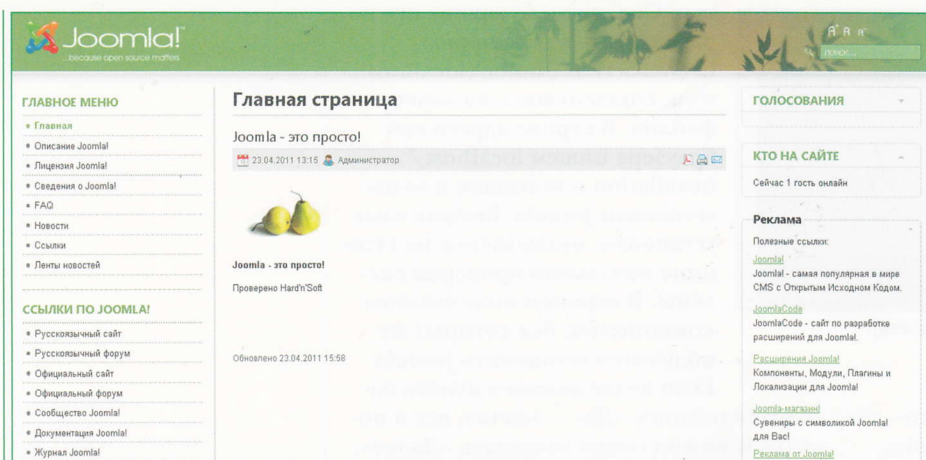 Joomla!
...because open source matters
поиск...
ГЛАВНОЕ МЕНЮ
Главная
Описание Joomla!
Лицензия Joomla!
Сведения о Joomla!
FAQ
Новости
Ссылки
Ленты новостей
ССЫЛКИ ПО JOOMLA!
Русскоязычный сайт
Русскоязычный форум
Официальный сайт
Официальный форум
Сообщество Joomla!
Документация Joomla!
Журнал Joomla!
Главная страница
Joomla - это просто!
23.04.2011 13:16 Администратор
Joomla - это просто!
Проверено Hard'n'Soft
Обновлено 23.04.2011 15:58
ГОЛОСОВАНИЯ
КТО НА САЙТЕ
Сейчас 1 гость онлайн
Реклама
Полезные ссылки:
Joomla!
Joomla! - самая популярная в мире
CMS с Открытым Исходном Кодом.
JoomlaCode
JoomlaCode - сайт по разработке
расширений для Joomla!.
Расширения Joomla!
Компоненты, Модули, Плагины и
Локализации для Joomla!
Joomla-магазин!
Сувениры с символикой Joomla!
для Вас!
Реклама от Joomla!